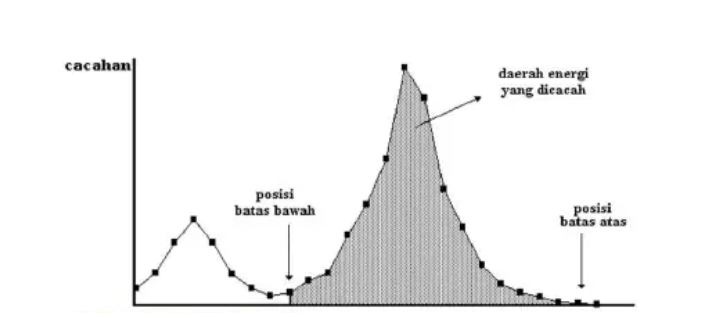 cacahan
daerah energi
yang dicacah
posisi
batas bawah
posisi
batas atas